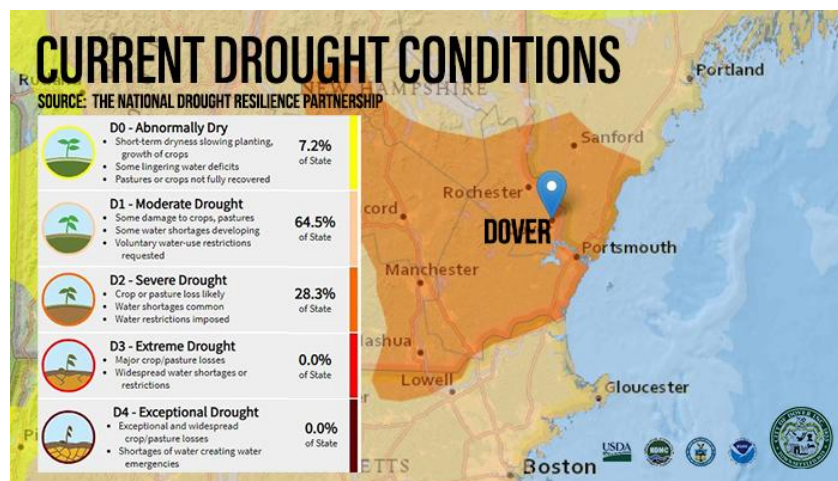 CURRENT DROUGHT CONDITIONS
SOURCE: THE NATIONAL DROUGHT RESILIENCE PARTNERSHIP
NEW HAMPSHIRE
Portland
D0 - Abnormally Dry
• Short-term dryness slowing planting,
growth of crops
• Some lingering water deficits
• Pastures or crops not fully recovered
7.2%
of State
D1 - Moderate Drought
• Some damage to crops, pastures
• Some water shortages developing
• Voluntary water-use restrictions
requested
64.5%
of State
D2 - Severe Drought
• Crop or pasture loss likely
• Water shortages common
• Water restrictions imposed
28.3%
of State
D3 - Extreme Drought
• Major crop/pasture losses
• Widespread water shortages or
restrictions
0.0%
of State
D4 - Exceptional Drought
• Exceptional and widespread
crop/pasture losses
• Shortages of water creating water
emergencies
0.0%
of State
Sanford
Rochester
cord
DOVER
Portsmouth
Manchester
ashua
Lowell
Gloucester
Boston
ETTS
USDA
NDMC